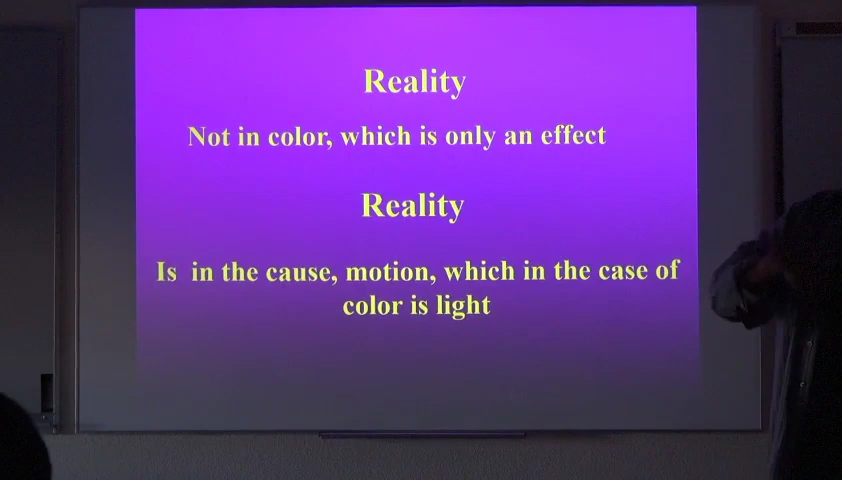 Reality
Not in color, which is only an effect
Reality
Is in the cause, motion, which in the case of
color is light